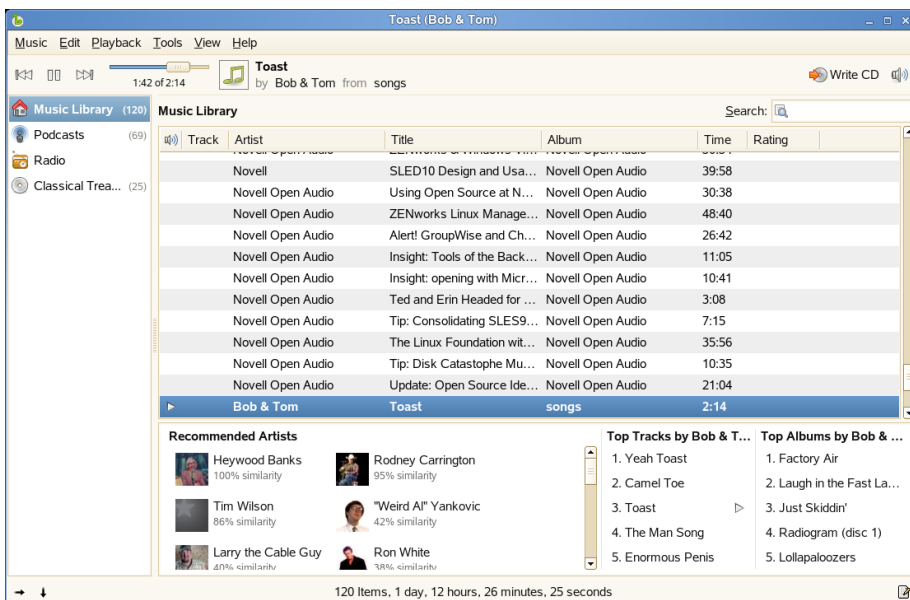 Toast (Bob & Tom)
Music Edit Playback Tools View Help
Toast
by Bob & Tom from songs
1:42 of 2:14
Write CD
Music Library (120)
Podcasts (69)
Radio
Classical Trea... (25)
Music Library
Search:
Track Artist Title Album Time Rating
Novell SLED10 Design and Usa... Novell Open Audio 39:58
Novell Open Audio Using Open Source at N... Novell Open Audio 30:38
Novell Open Audio ZENworks Linux Manage... Novell Open Audio 48:40
Novell Open Audio Alert! GroupWise and Ch... Novell Open Audio 26:42
Novell Open Audio Insight: Tools of the Back... Novell Open Audio 11:05
Novell Open Audio Insight: opening with Micr... Novell Open Audio 10:41
Novell Open Audio Ted and Erin Headed for ... Novell Open Audio 3:08
Novell Open Audio Tip: Consolidating SLES9... Novell Open Audio 7:15
Novell Open Audio The Linux Foundation wit... Novell Open Audio 35:56
Novell Open Audio Tip: Disk Catastophe Mu... Novell Open Audio 10:35
Novell Open Audio Update: Open Source Ide... Novell Open Audio 21:04
Bob & Tom Toast songs 2:14
Recommended Artists
Heywood Banks
100% similarity
Rodney Carrington
95% similarity
Tim Wilson
86% similarity
"Weird Al" Yankovic
42% similarity
Larry the Cable Guy
40% similarity
Ron White
38% similarity
Top Tracks by Bob & T...
1. Yeah Toast
2. Camel Toe
3. Toast
4. The Man Song
5. Enormous Penis
Top Albums by Bob & ...
1. Factory Air
2. Laugh in the Fast La...
3. Just Skiddin'
4. Radiogram (disc 1)
5. Lollapaloozers
120 Items, 1 day, 12 hours, 26 minutes, 25 seconds